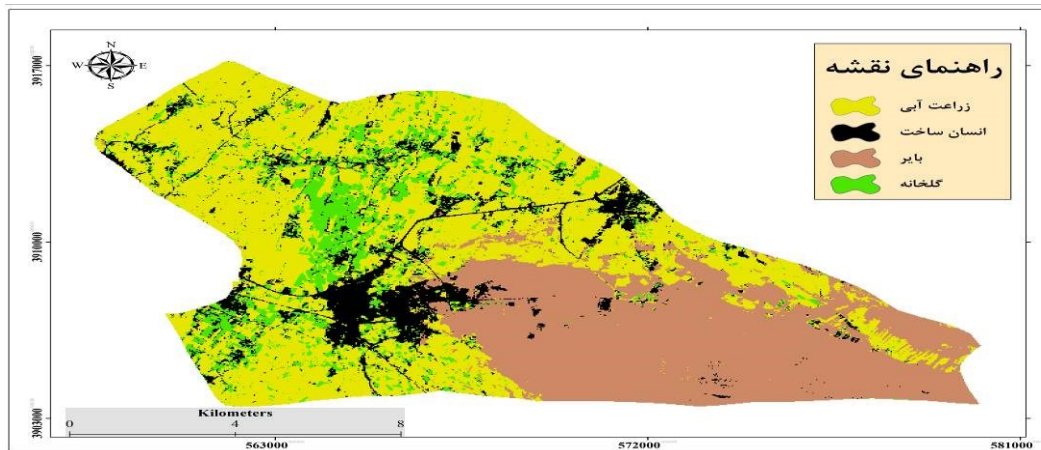 N
W E
S
راهنمای نقشه
زراعت آبی
انسان ساخت
بایر
گلخانه
3917000
3910000
3903000
Kilometers
0 4 8
563000 572000 581000